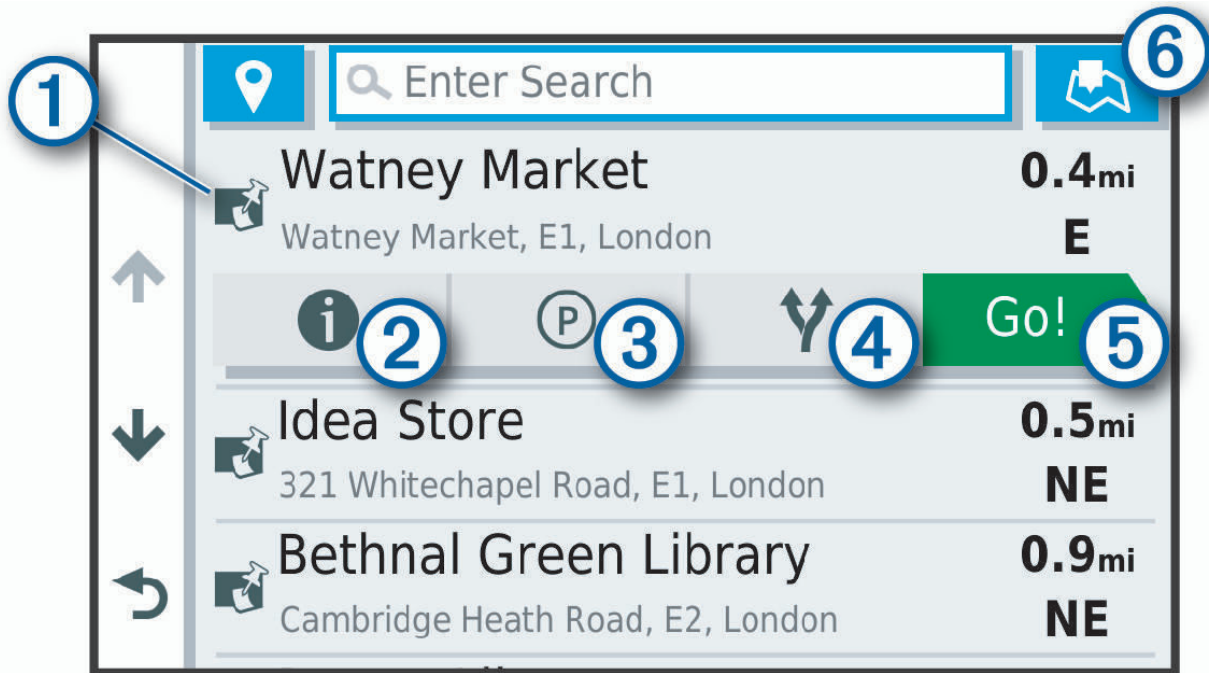 Enter Search
6
1
Watney Market
0.4mi
Watney Market, E1, London
E
i
2
P
3
4
Go!
5
Idea Store
0.5mi
321 Whitechapel Road, E1, London
NE
Bethnal Green Library
0.9mi
Cambridge Heath Road, E2, London
NE